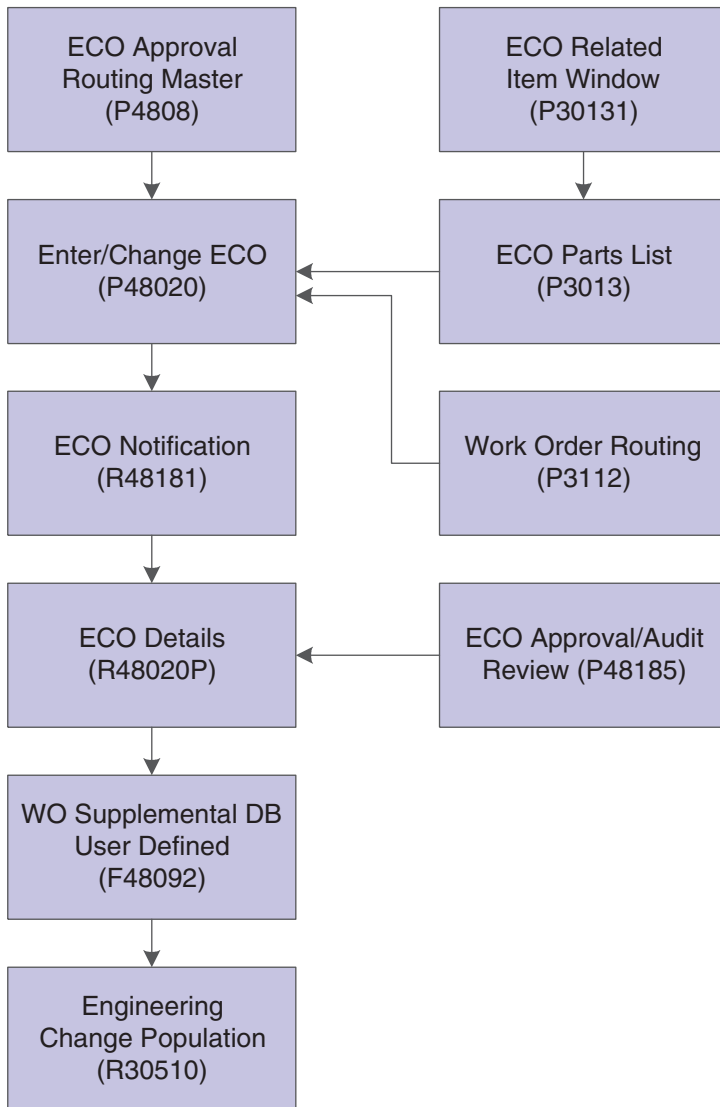 ECO Approval
Routing Master
(P4808)
ECO Related
Item Window
(P30131)
Enter/Change ECO
(P48020)
ECO Parts List
(P3013)
ECO Notification
(R48181)
Work Order Routing
(P3112)
ECO Details
(R48020P)
ECO Approval/Audit
Review (P48185)
WO Supplemental DB
User Defined
(F48092)
Engineering
Change Population
(R30510)